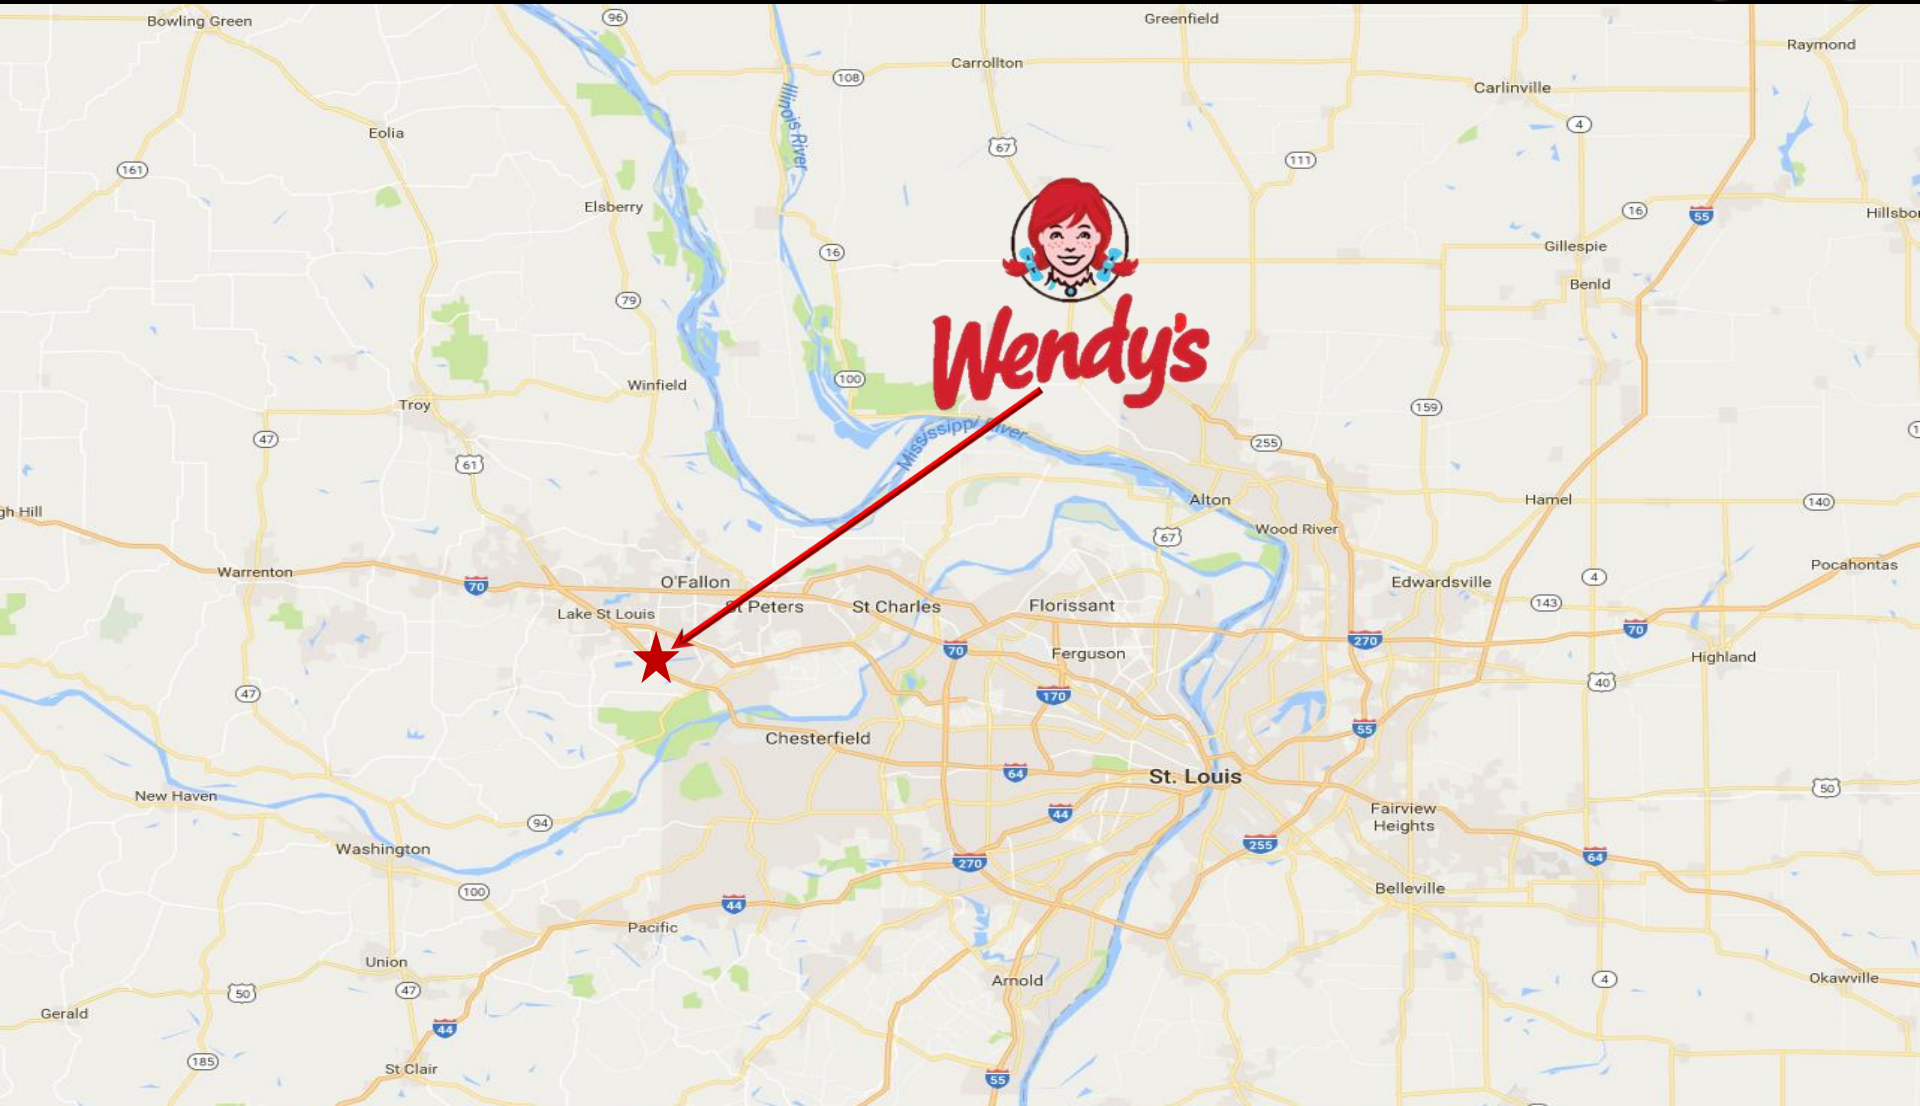 Bowling Green
96
Greenfield
Raymond
Carrollton
108
Carlinville
Illinois River
4
Eolia
67
111
161
Elsberry
16
55
Hillsbo
16
Gillespie
Benld
79
Wendy's
100
Winfield
Troy
159
47
Mississippi River
255
61
Alton
Hamel
140
gh Hill
Wood River
67
Pocahontas
Warrenton
70
O'Fallon
Edwardsville
4
143
Lake St Louis
St Peters
St Charles
Florissant
70
270
70
Ferguson
Highland
40
47
170
55
Chesterfield
64
St. Louis
50
New Haven
44
Fairview
Heights
94
Washington
255
64
270
100
Belleville
44
Pacific
Union
Arnold
4
Okawville
50
47
Gerald
44
185
St Clair
55